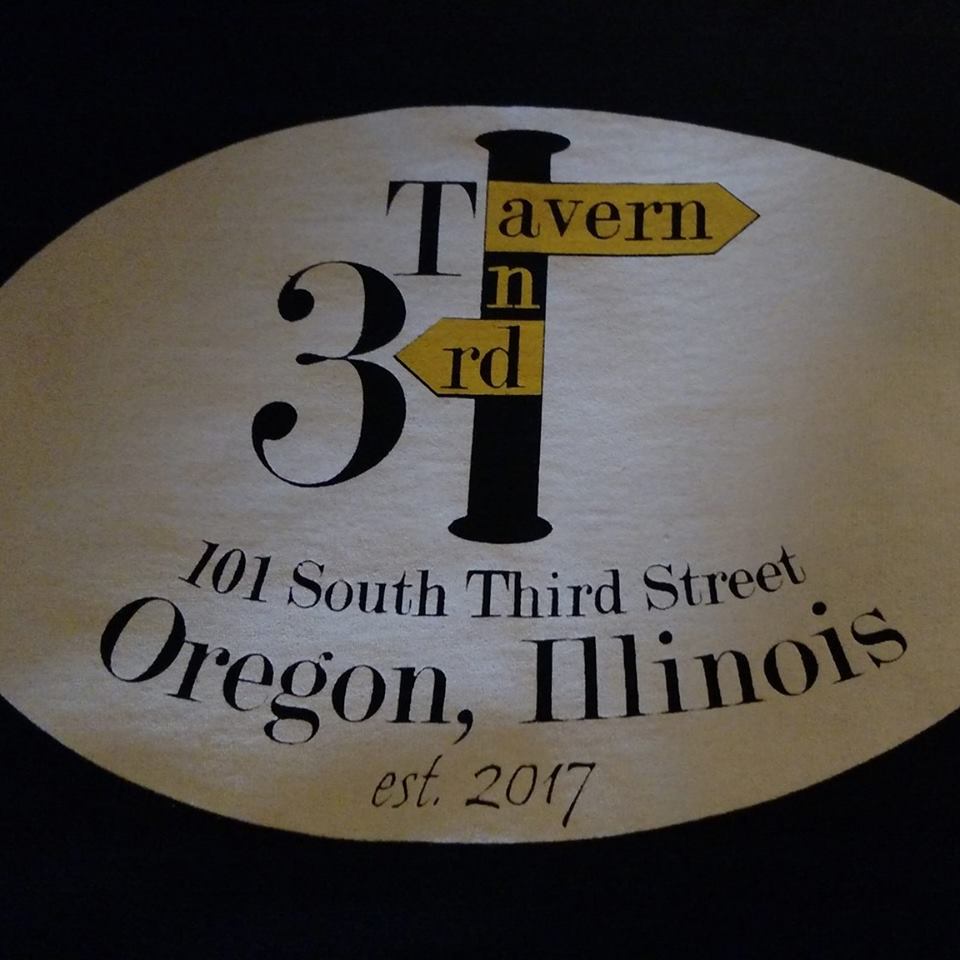 Tavern
n
3rd
101 South Third Street
Oregon, Illinois
est. 2017